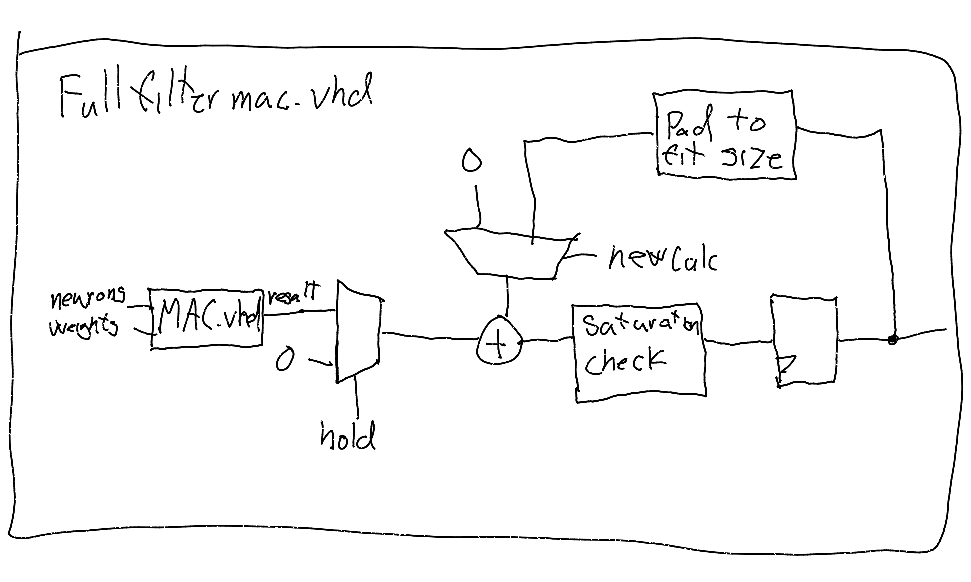 Full filter mac.vhd
Pad to
fit size
0
newCalc
neurons
weights
MAC.vhd
result
0
hold
+
Saturation
check